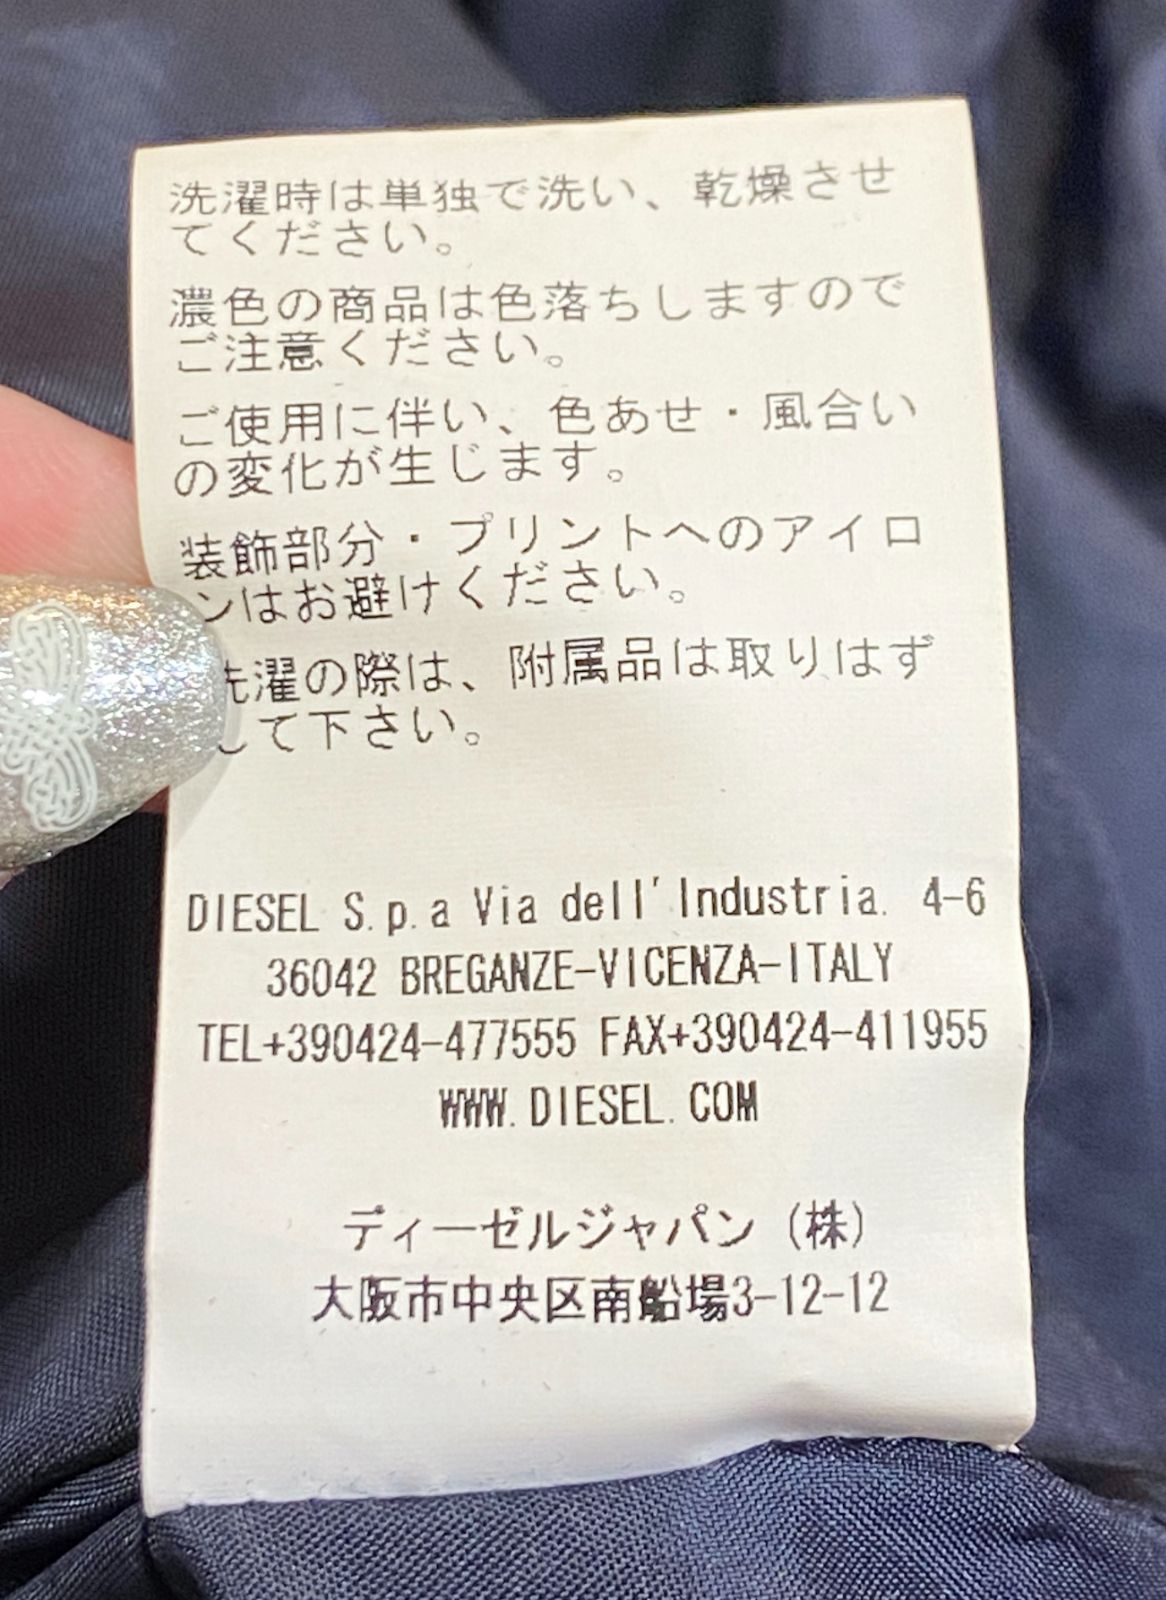 洗濯時は単独で洗い、乾燥させ
てください。
濃色の商品は色落ちしますので
ご注意ください。
ご使用に伴い、色あせ・風合い
の変化が生じます。
装飾部分・プリントへのアイロ
ンはお避けください。
洗濯の際は、附属品は取りはず
して下さい。
DIESEL S.p.a Via dell'Industria. 4-6
36042 BREGANZE-VICENZA-ITALY
TEL+390424-477555 FAX+390424-411955
WWW.DIESEL.COM
ディーゼルジャパン(株)
大阪市中央区南船場3-12-12